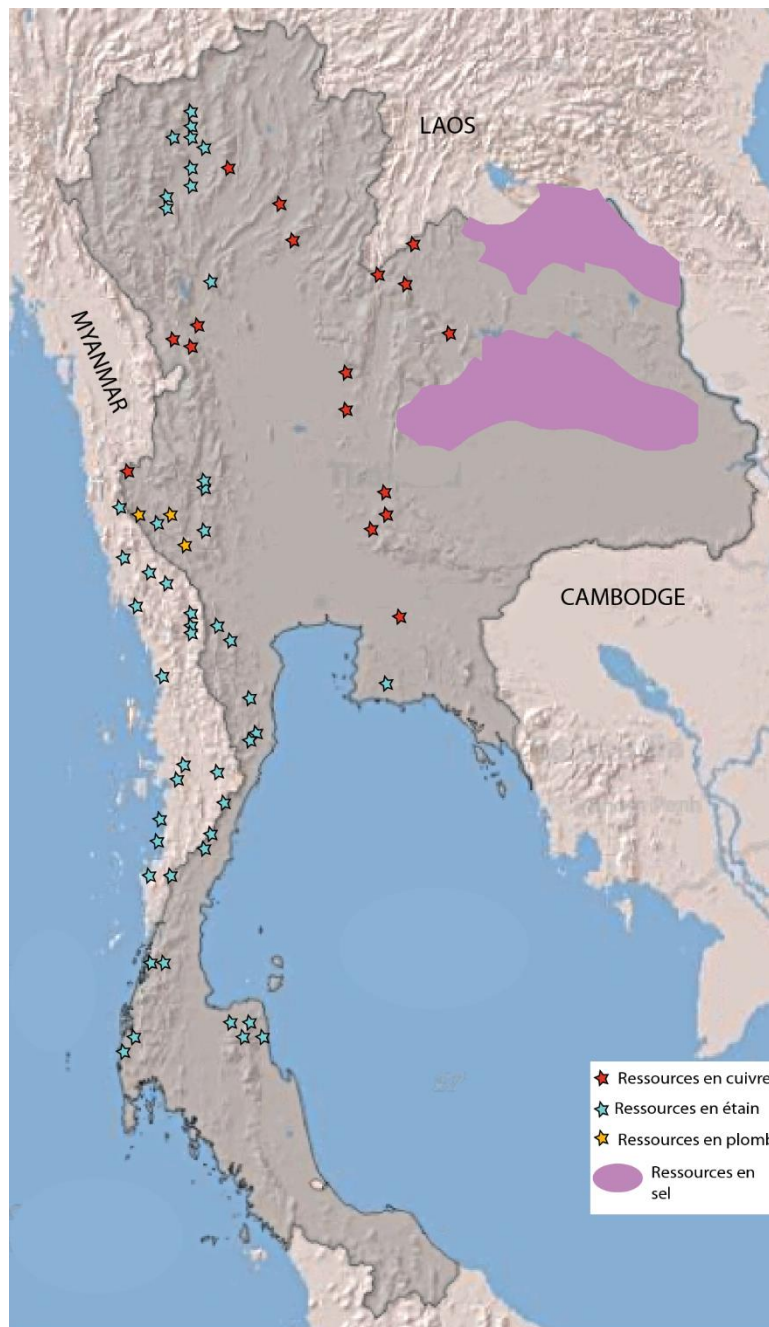 LAOS
MYANMAR
CAMBODGE
Ressources en cuivre
Ressources en étain
Ressources en plomb
Ressources en
sel